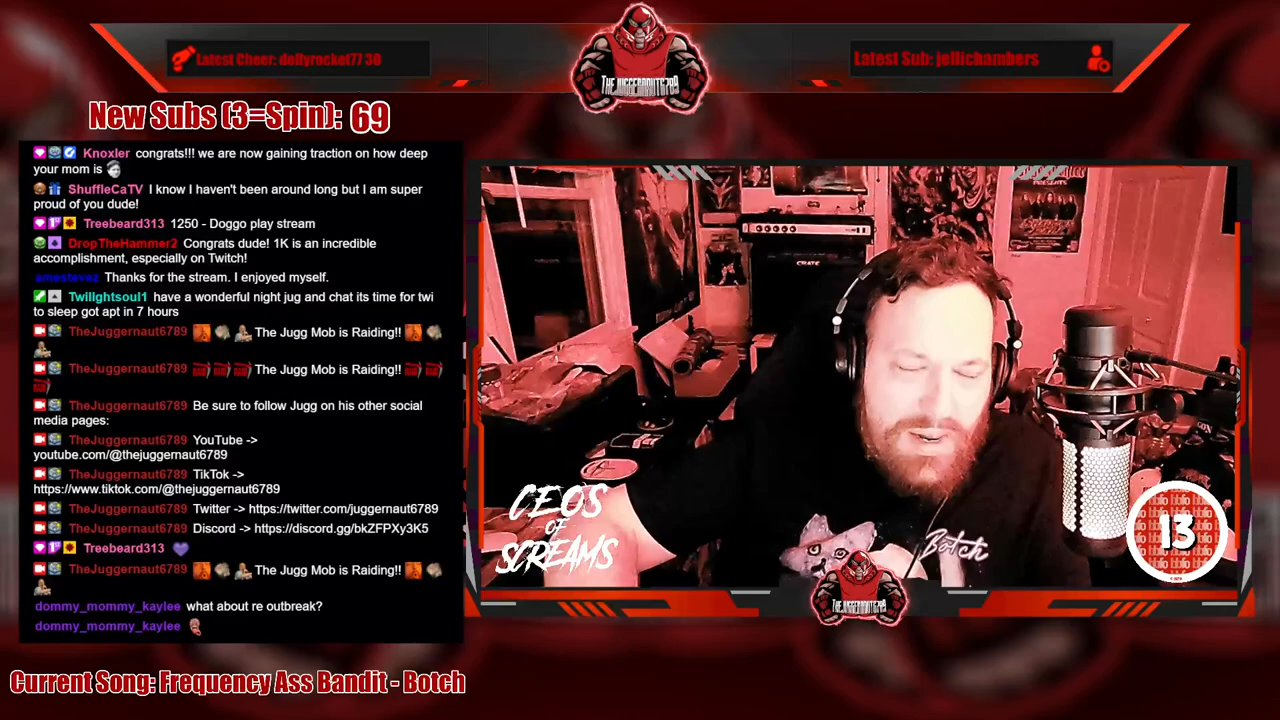 Latest Cheer: dollyrocket77 30
THEJUGGERNAUT6789
Latest Sub: jellichambers
New Subs (3=Spin): 69
Knoxler congrats!!! we are now gaining traction on how deep
your mom is
ShuffleCaTV I know I haven't been around long but I am super
proud of you dude!
Treebeard313 1250 - Doggo play stream
DropTheHammer2 Congrats dude! 1K is an incredible
accomplishment, especially on Twitch!
amestevez Thanks for the stream. I enjoyed myself.
Twilightsoul1 have a wonderful night jug and chat its time for twi
to sleep got apt in 7 hours
TheJuggernaut6789 The Jugg Mob is Raiding!!
TheJuggernaut6789 The Jugg Mob is Raiding!!
TheJuggernaut6789 Be sure to follow Jugg on his other social
media pages:
TheJuggernaut6789 YouTube ->
youtube.com/@thejuggernaut6789
TheJuggernaut6789 TikTok ->
https://www.tiktok.com/@thejuggernaut6789
TheJuggernaut6789 Twitter -> https://twitter.com/juggernaut6789
TheJuggernaut6789 Discord -> https://discord.gg/bkZFPXy3K5
Treebeard313
TheJuggernaut6789 The Jugg Mob is Raiding!!
dommy_mommy_kaylee what about re outbreak?
dommy_mommy_kaylee
PRESENTS
CRATE
CEO'S
OF
SCREAMS
Botch
13
THEJUGGERNAUT6789
Current Song: Frequency Ass Bandit - Botch